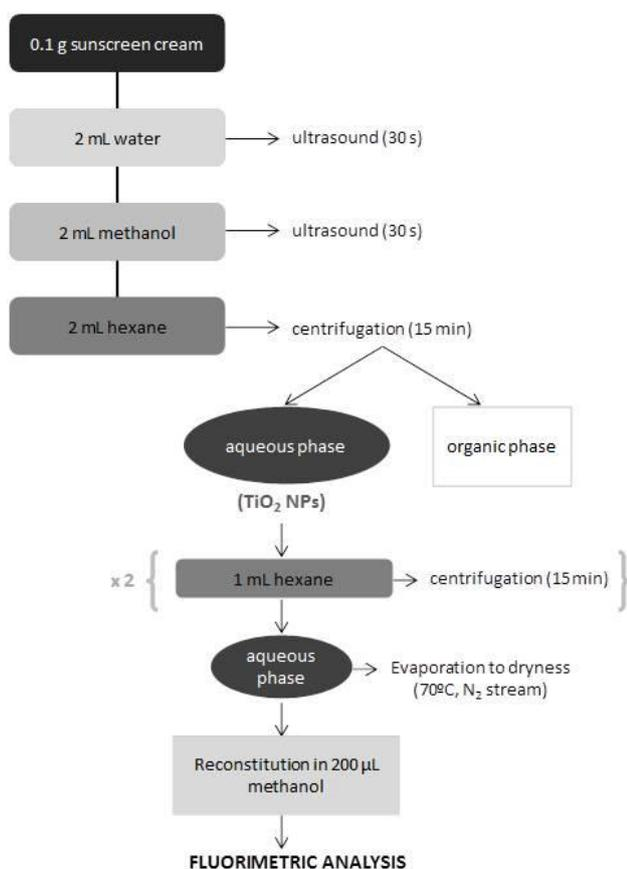 0.1 g sunscreen cream
2 mL water
ultrasound (30 s)
2 mL methanol
ultrasound (30 s)
2 mL hexane
centrifugation (15 min)
aqueous phase
organic phase
(TiO₂ NPs)
x 2 {
1 mL hexane
centrifugation (15 min) }
aqueous
phase
Evaporation to dryness
(70ºC, N₂ stream)
Reconstitution in 200 µL
methanol
FLUORIMETRIC ANALYSIS